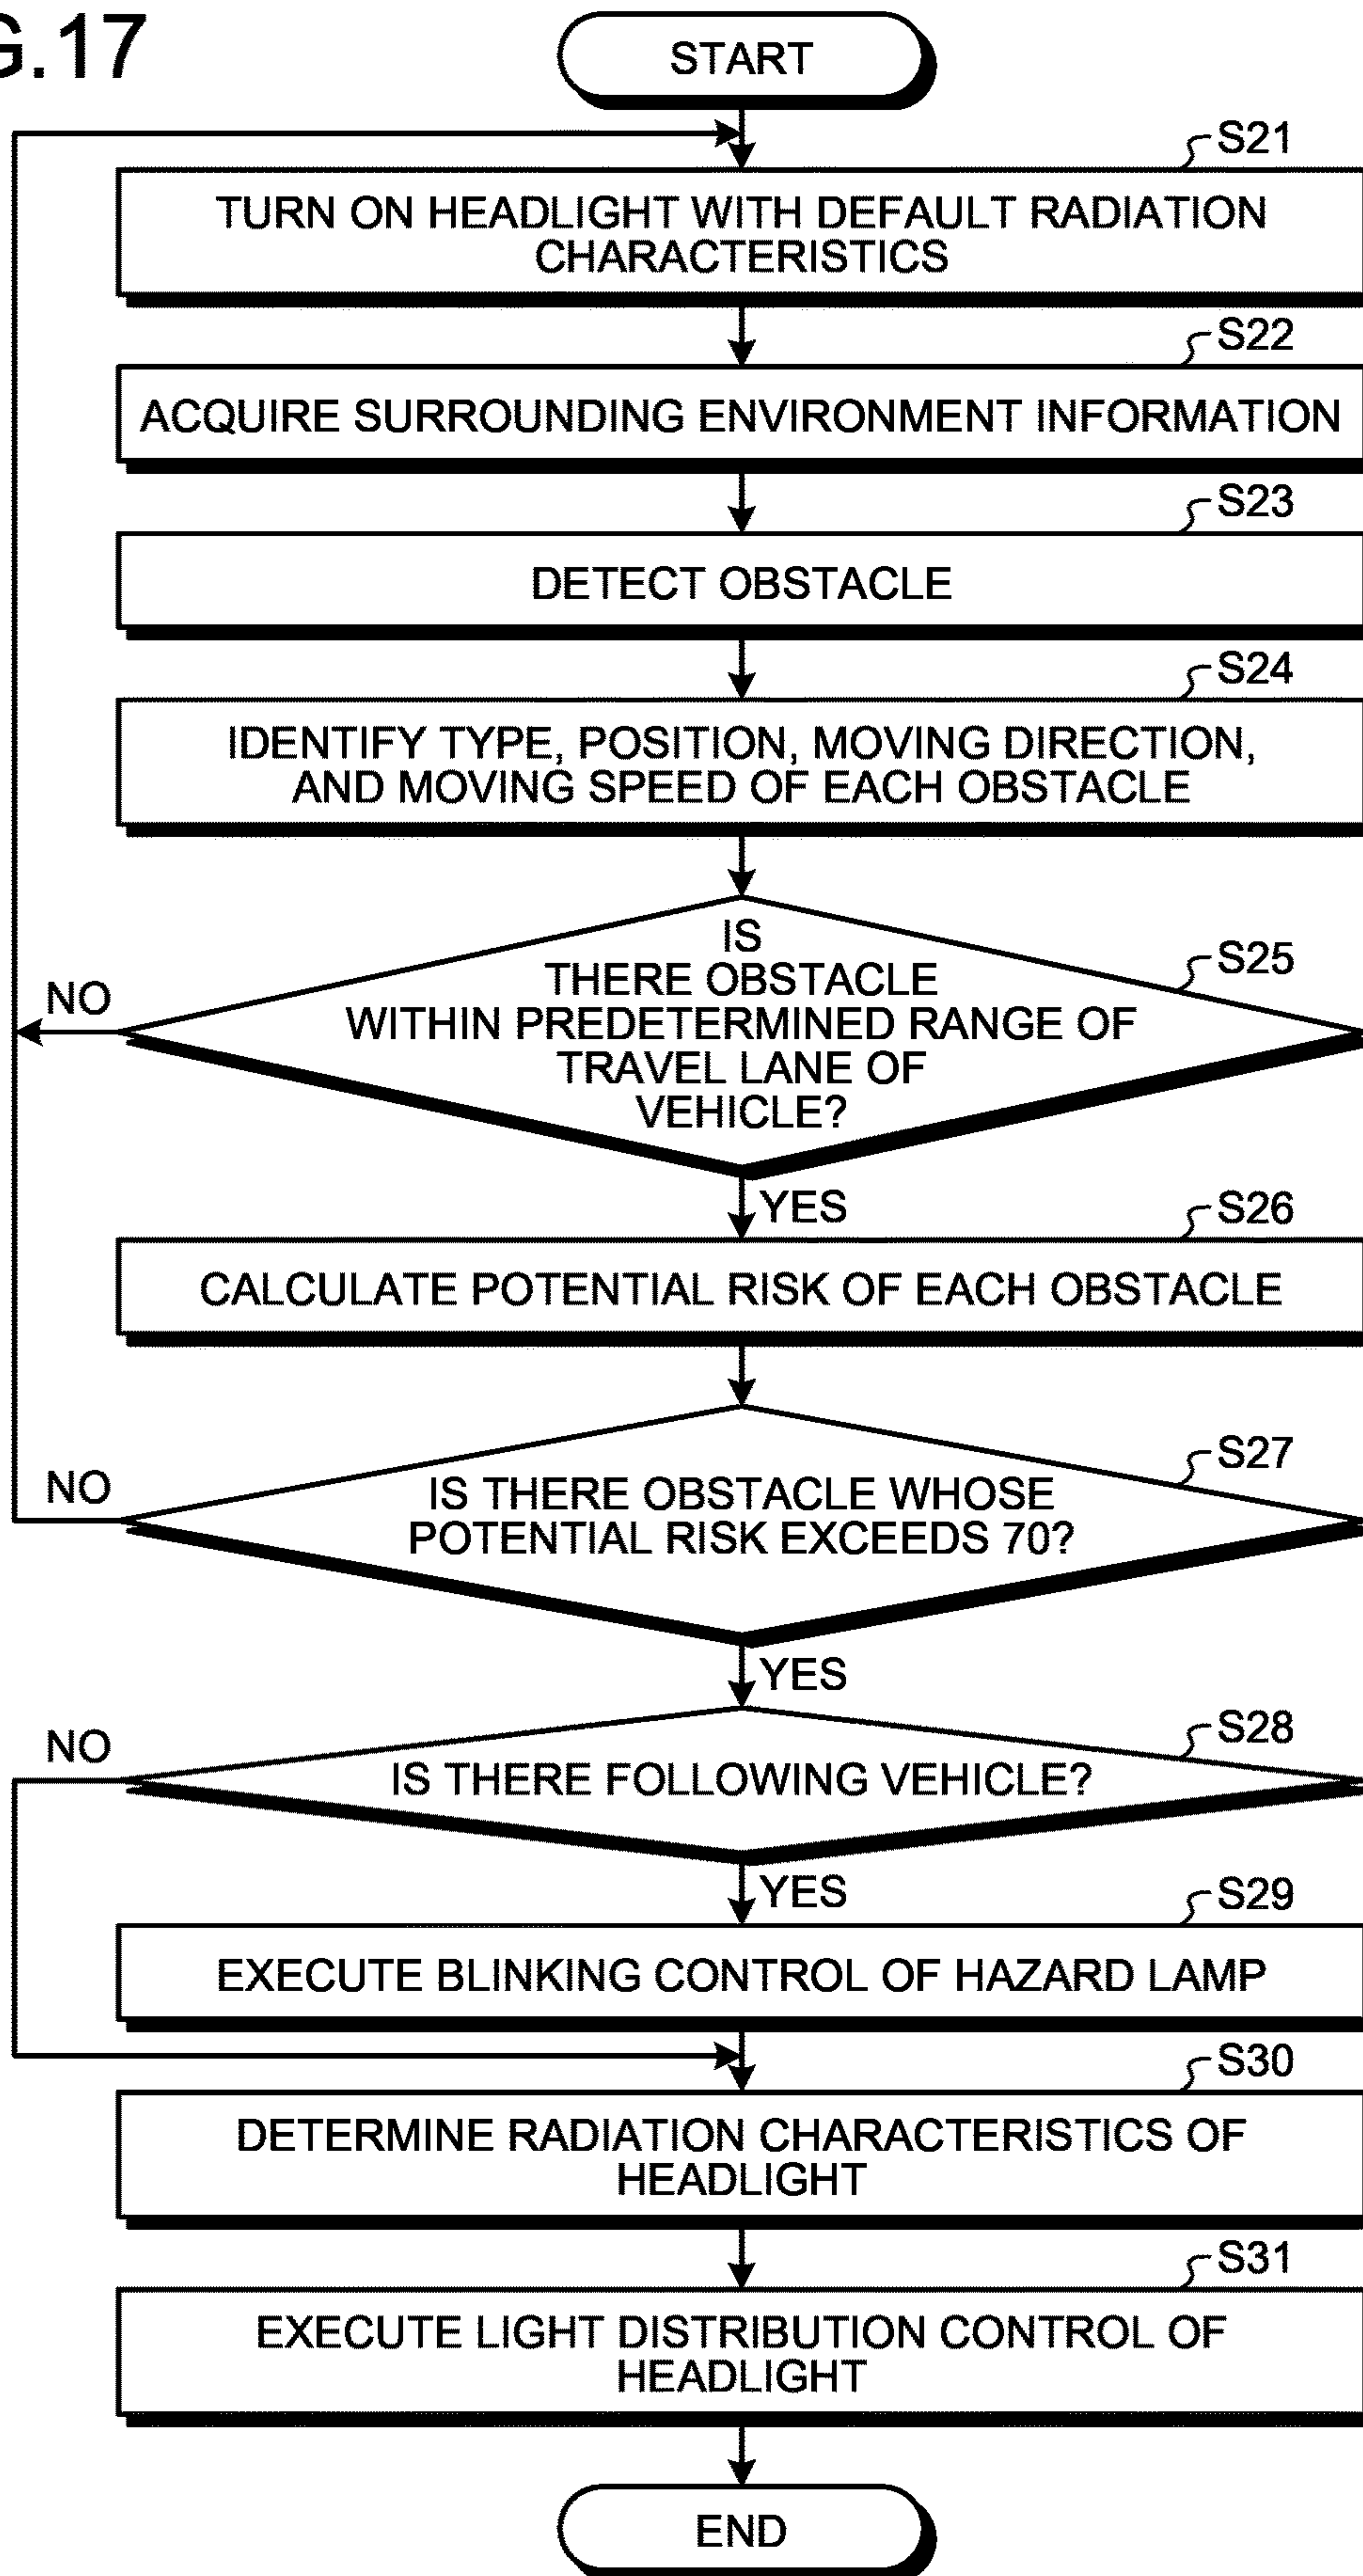 G.17
START
S21
TURN ON HEADLIGHT WITH DEFAULT RADIATION
CHARACTERISTICS
S22
ACQUIRE SURROUNDING ENVIRONMENT INFORMATION
S23
DETECT OBSTACLE
S24
IDENTIFY TYPE, POSITION, MOVING DIRECTION,
AND MOVING SPEED OF EACH OBSTACLE
S25
IS
THERE OBSTACLE
WITHIN PREDETERMINED RANGE OF
TRAVEL LANE OF
VEHICLE?
NO
YES
S26
CALCULATE POTENTIAL RISK OF EACH OBSTACLE
S27
IS THERE OBSTACLE WHOSE
POTENTIAL RISK EXCEEDS 70?
NO
YES
S28
IS THERE FOLLOWING VEHICLE?
NO
YES
S29
EXECUTE BLINKING CONTROL OF HAZARD LAMP
S30
DETERMINE RADIATION CHARACTERISTICS OF
HEADLIGHT
S31
EXECUTE LIGHT DISTRIBUTION CONTROL OF
HEADLIGHT
END